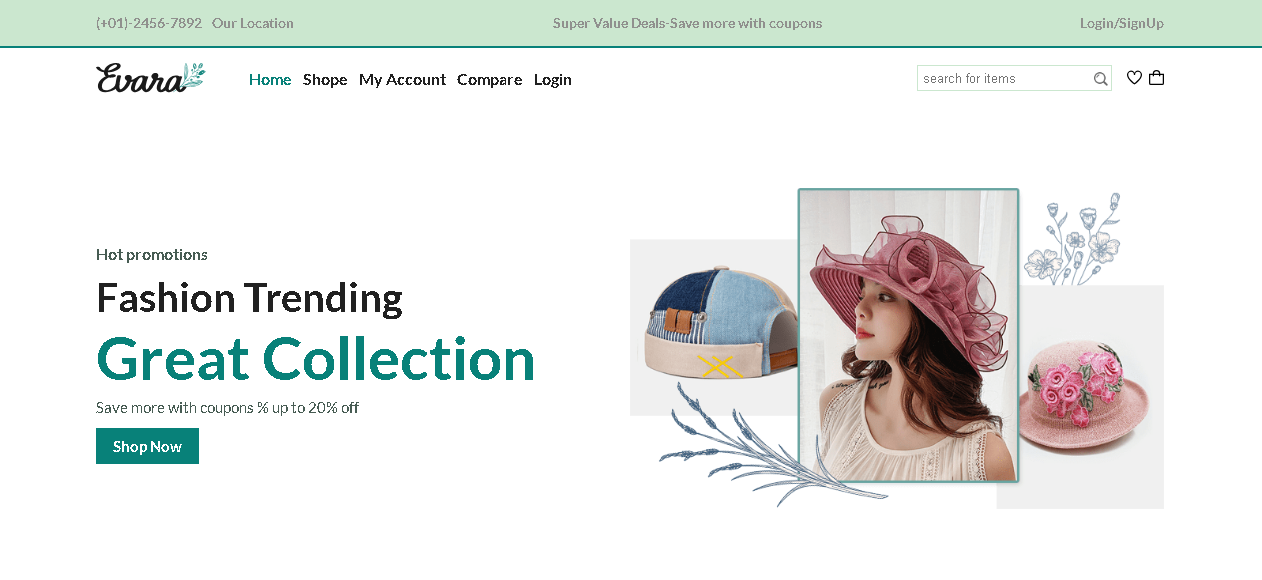 (+01)-2456-7892 Our Location Super Value Deals-Save more with coupons Login/SignUp
Evara Home Shope My Account Compare Login search for items
Hot promotions
Fashion Trending
Great Collection
Save more with coupons % up to 20% off
Shop Now